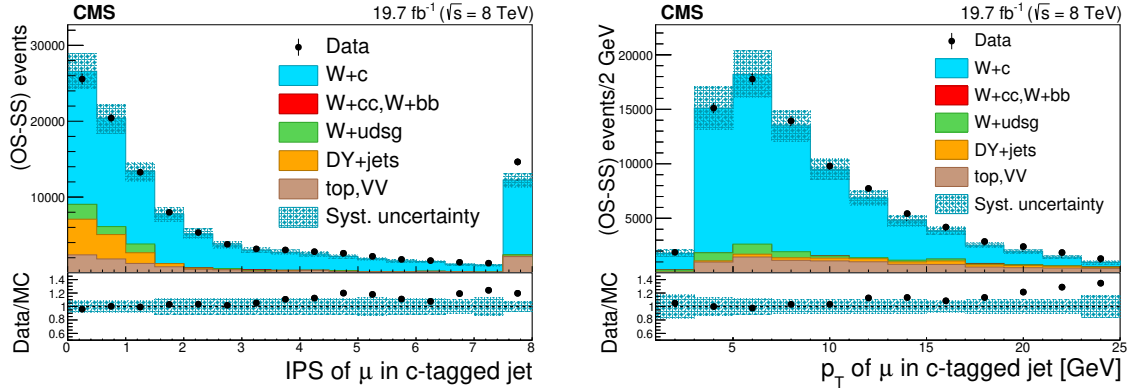 CMS 19.7 fb⁻¹ (√s = 8 TeV)
(OS-SS) events
30000
20000
10000
Data
W+c
W+cc,W+bb
W+udsg
DY+jets
top,VV
Syst. uncertainty
Data/MC
1.4
1.2
1
0.8
0.6
0 1 2 3 4 5 6 7 8
IPS of μ in c-tagged jet
CMS 19.7 fb⁻¹ (√s = 8 TeV)
(OS-SS) events/2 GeV
20000
15000
10000
5000
Data
W+c
W+cc,W+bb
W+udsg
DY+jets
top,VV
Syst. uncertainty
Data/MC
1.4
1.2
1
0.8
0.6
5 10 15 20 25
p_T of μ in c-tagged jet [GeV]